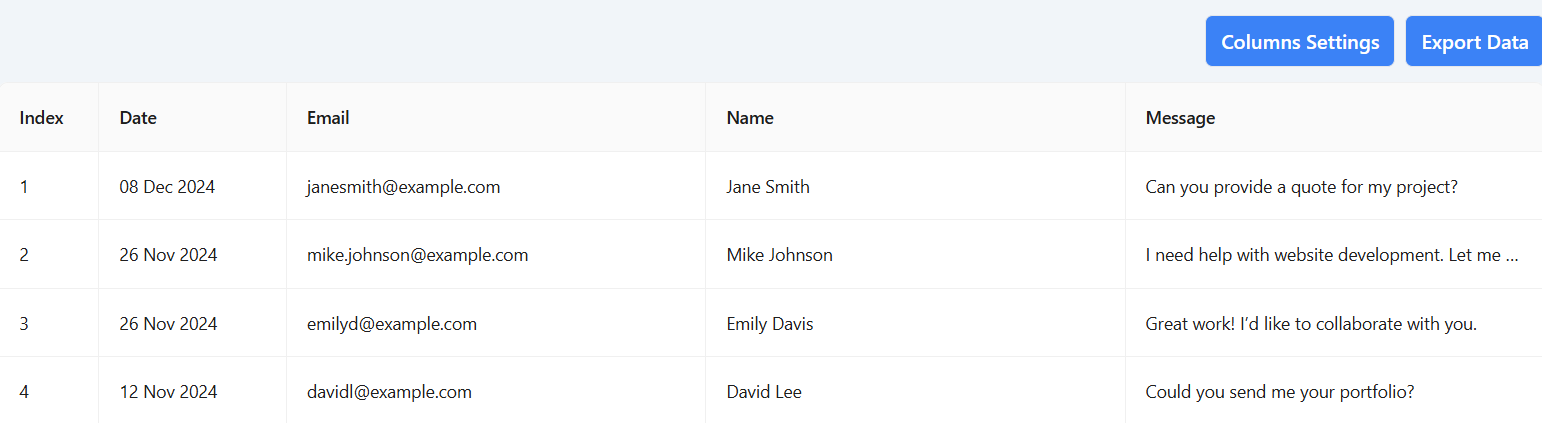 Columns Settings Export Data
Index Date Email Name Message
1 08 Dec 2024 janesmith@example.com Jane Smith Can you provide a quote for my project?
2 26 Nov 2024 mike.johnson@example.com Mike Johnson I need help with website development. Let me ...
3 26 Nov 2024 emilyd@example.com Emily Davis Great work! I’d like to collaborate with you.
4 12 Nov 2024 davidl@example.com David Lee Could you send me your portfolio?